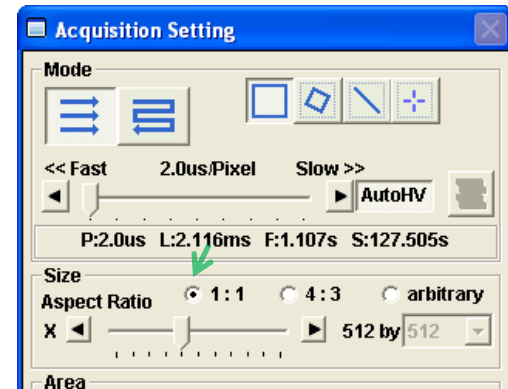 Acquisition Setting
Mode
<< Fast 2.0us/Pixel Slow >>
AutoHV
P:2.0us L:2.116ms F:1.107s S:127.505s
Size
Aspect Ratio 1:1 4:3 arbitrary
X 512 by 512
Area